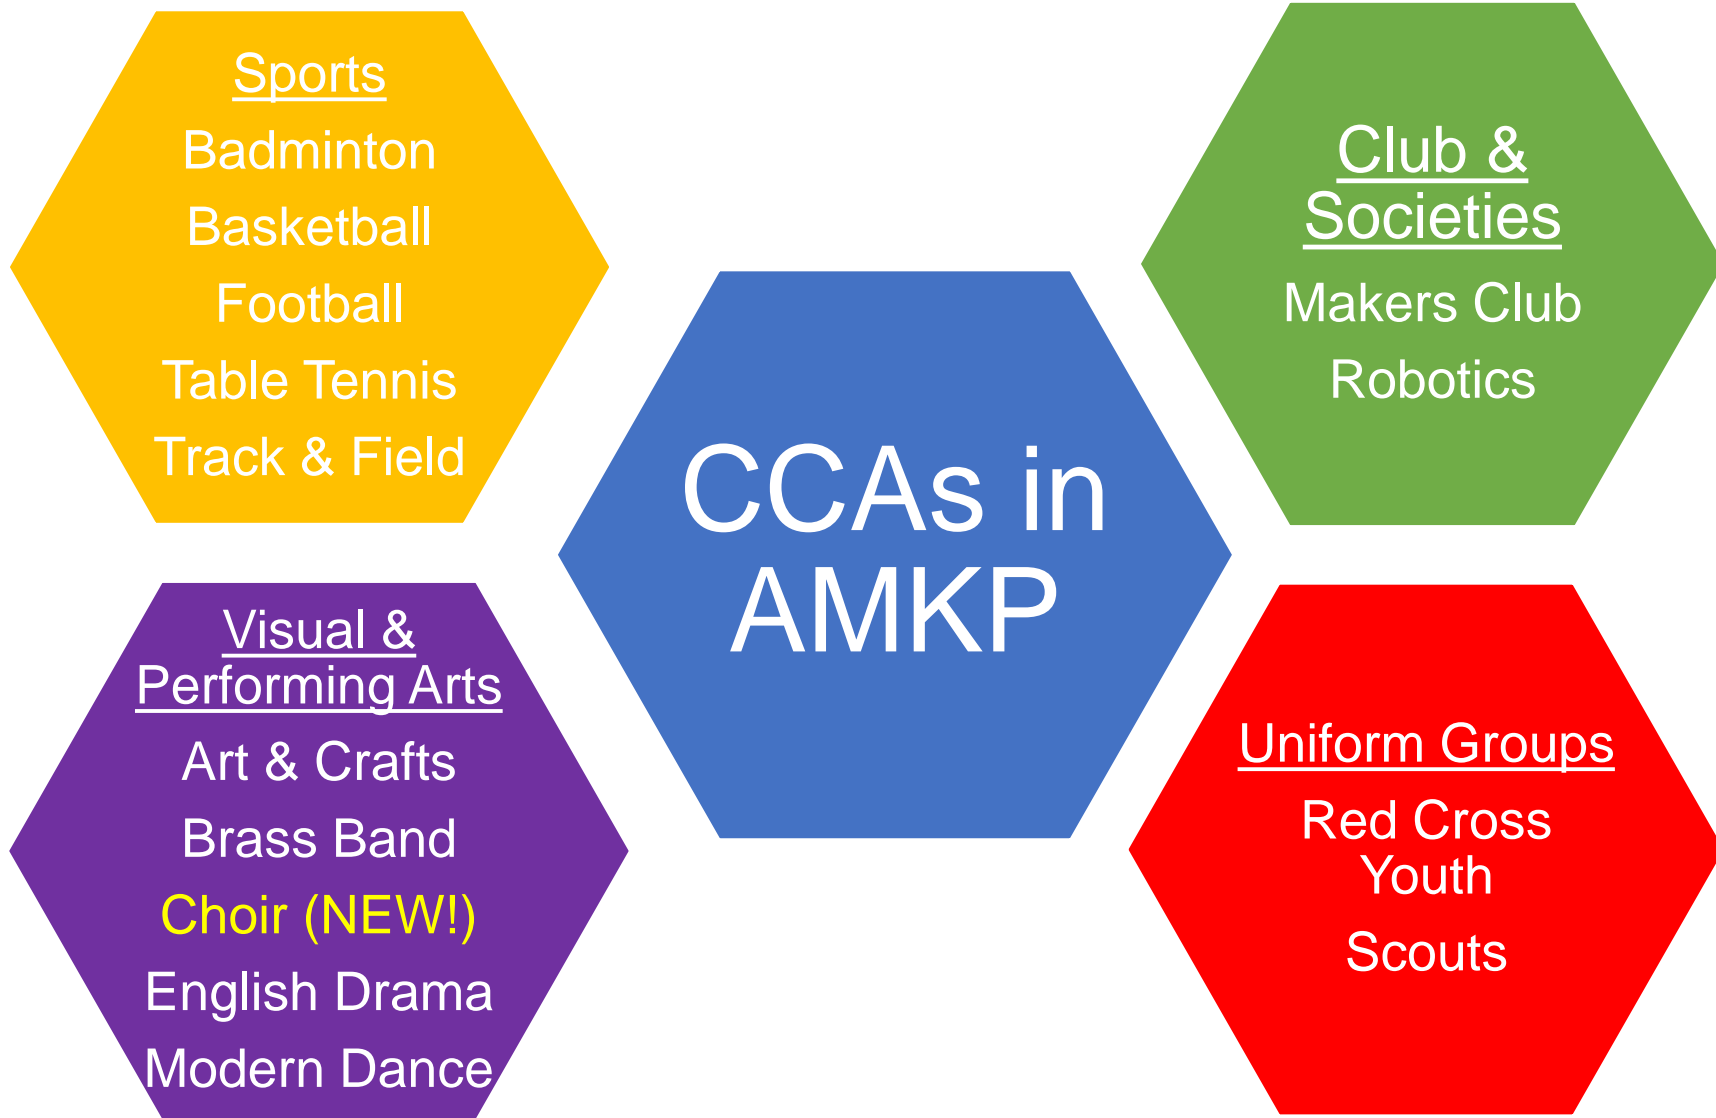 Sports
Badminton
Basketball
Football
Table Tennis
Track & Field
Club &
Societies
Makers Club
Robotics
CCAs in
AMKP
Visual &
Performing Arts
Art & Crafts
Brass Band
Choir (NEW!)
English Drama
Modern Dance
Uniform Groups
Red Cross
Youth
Scouts